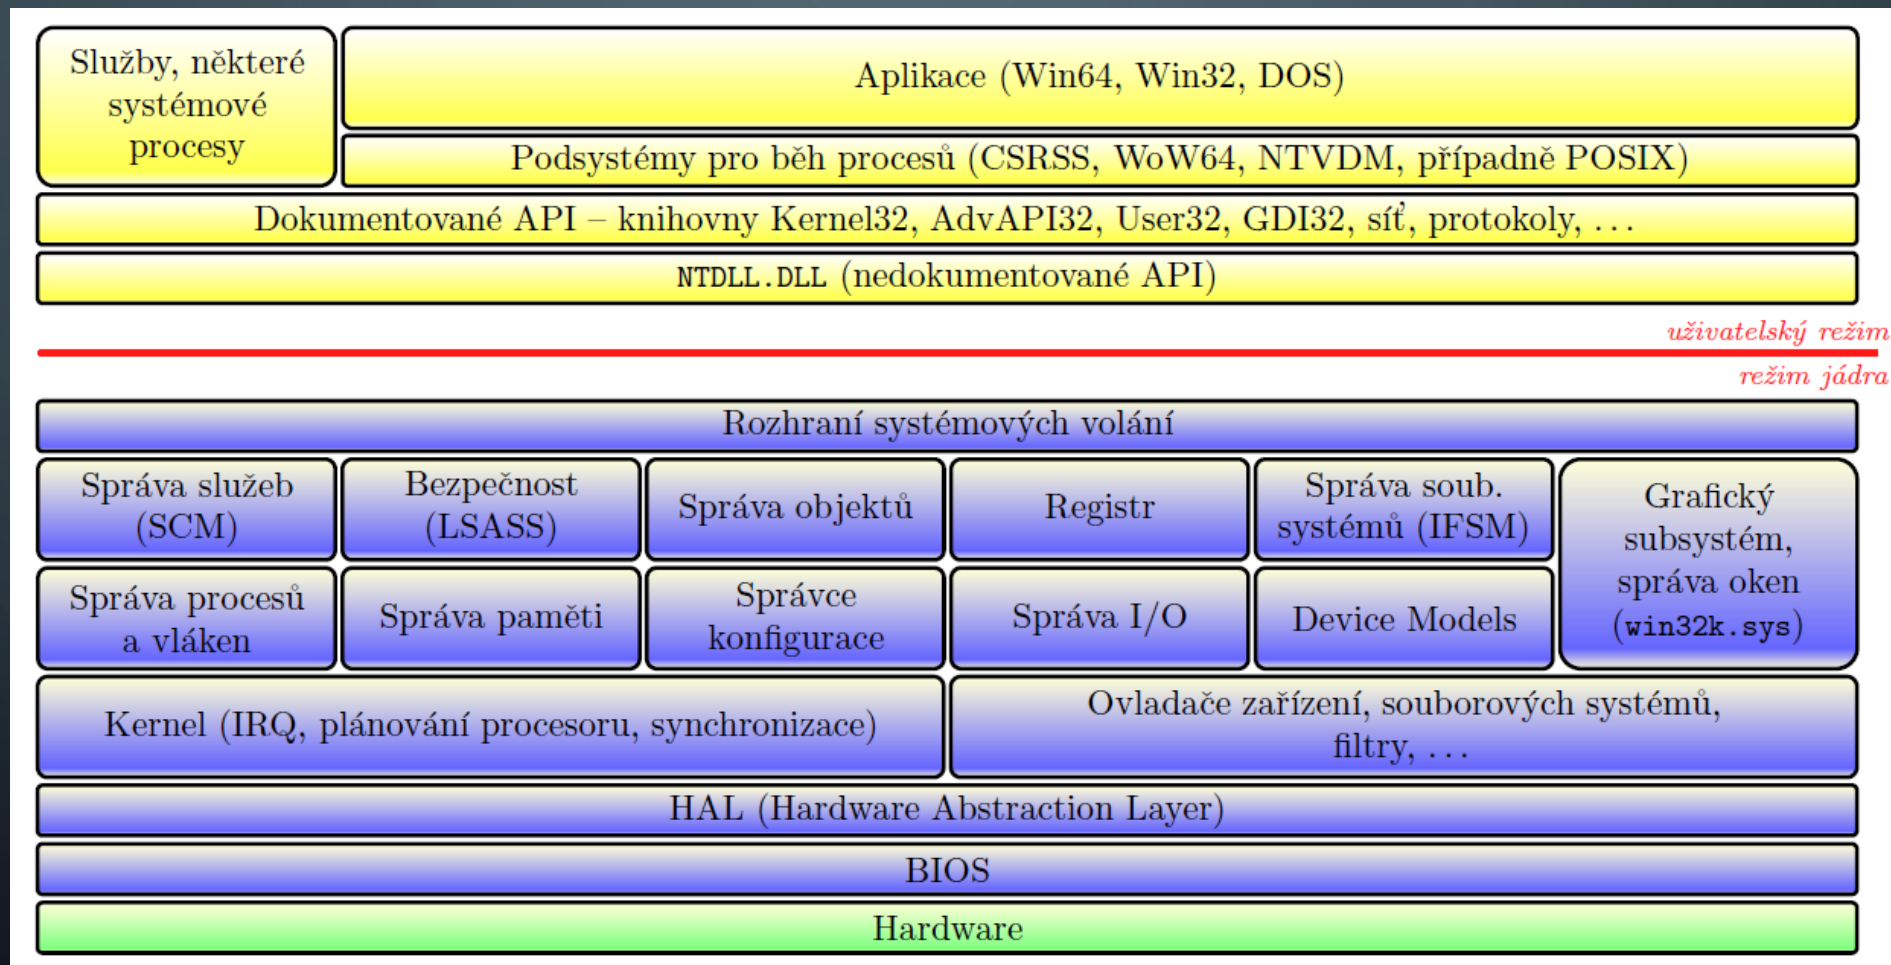 Služby, některé
systémové
procesy
Aplikace (Win64, Win32, DOS)
Podsystémy pro běh procesů (CSRSS, WoW64, NTVDM, případně POSIX)
Dokumentované API – knihovny Kernel32, AdvAPI32, User32, GDI32, síť, protokoly, ...
NTDLL.DLL (nedokumentované API)
uživatelský režim
režim jádra
Rozhraní systémových volání
Správa služeb
(SCM)
Bezpečnost
(LSASS)
Správa objektů
Registr
Správa soub.
systémů (IFSM)
Grafický
subsystém,
správa oken
(win32k.sys)
Správa procesů
a vláken
Správa paměti
Správce
konfigurace
Správa I/O
Device Models
Kernel (IRQ, plánování procesoru, synchronizace)
Ovladače zařízení, souborových systémů,
filtry, ...
HAL (Hardware Abstraction Layer)
BIOS
Hardware